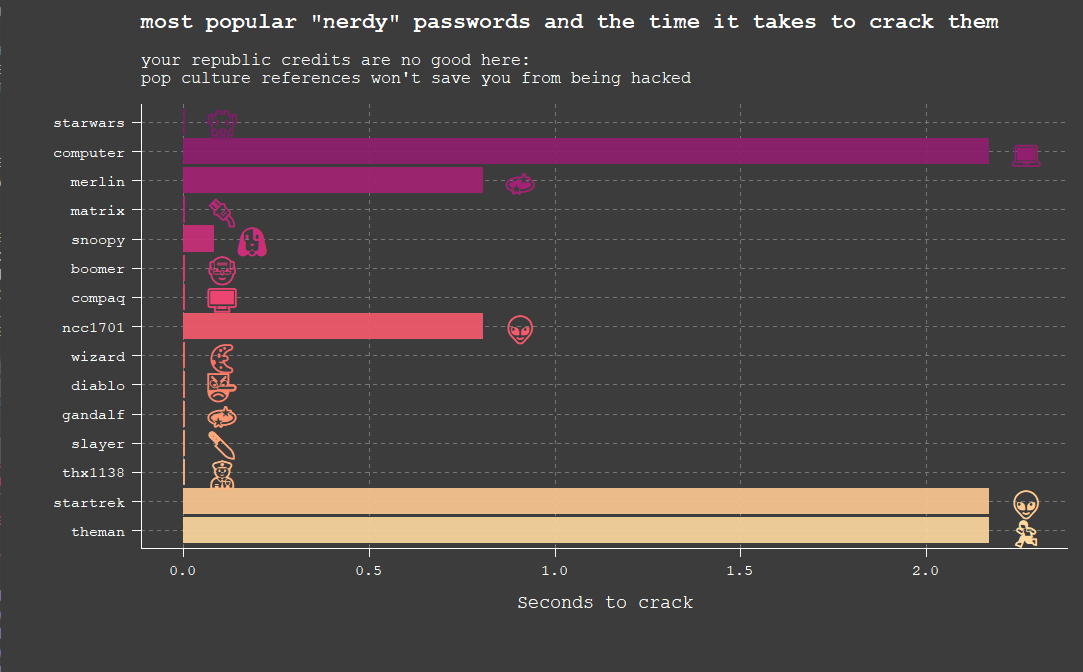 most popular "nerdy" passwords and the time it takes to crack them
your republic credits are no good here:
pop culture references won't save you from being hacked
starwars
computer
merlin
matrix
snoopy
boomer
compaq
ncc1701
wizard
diablo
gandalf
slayer
thx1138
startrek
theman
0.0 0.5 1.0 1.5 2.0
Seconds to crack